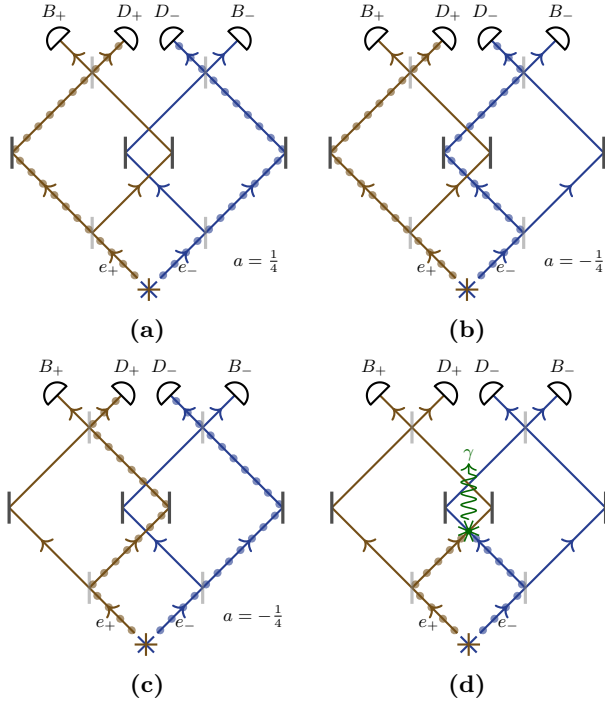 B₊ D₊ D₋ B₋ B₊ D₊ D₋ B₋
e₊ e₋ a = 1/4 e₊ e₋ a = −1/4
(a) (b)
B₊ D₊ D₋ B₋ B₊ D₊ D₋ B₋
γ
e₊ e₋ a = −1/4 e₊ e₋
(c) (d)